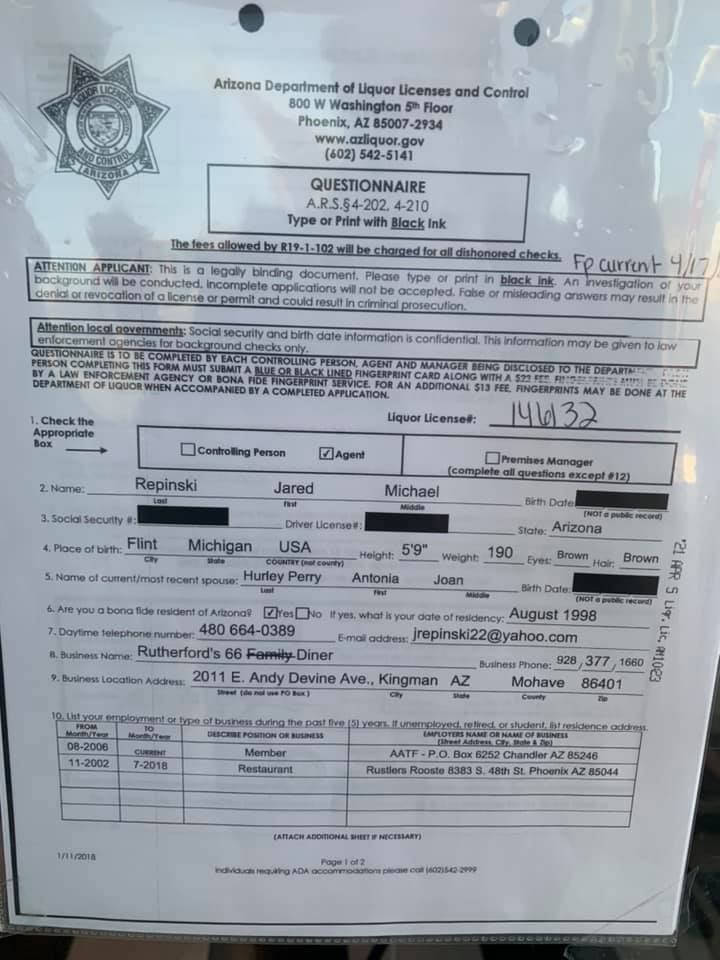 LIQUOR LICENSES
AND CONTROL
ARIZONA
Arizona Department of Liquor Licenses and Control
800 W Washington 5th Floor
Phoenix, AZ 85007-2934
www.azliquor.gov
(602) 542-5141
QUESTIONNAIRE
A.R.S.§4-202, 4-210
Type or Print with Black Ink
The fees allowed by R19-1-102 will be charged for all dishonored checks.
Fp current 4/17/
ATTENTION APPLICANT: This is a legally binding document. Please type or print in black ink. An investigation of your
background will be conducted. Incomplete applications will not be accepted. False or misleading answers may result in the
denial or revocation of a license or permit and could result in criminal prosecution.
Attention local governments: Social security and birth date information is confidential. This information may be given to law
enforcement agencies for background checks only.
QUESTIONNAIRE IS TO BE COMPLETED BY EACH CONTROLLING PERSON, AGENT AND MANAGER BEING DISCLOSED TO THE
PERSON COMPLETING THIS FORM MUST SUBMIT A BLUE OR BLACK LINED FINGERPRINT CARD ALONG WITH A $22 FEE. FINGERPRINTS MUST BE DONE
BY A LAW ENFORCEMENT AGENCY OR BONA FIDE FINGERPRINT SERVICE. FOR AN ADDITIONAL $13 FEE, FINGERPRINTS MAY BE DONE AT THE
DEPARTMENT OF LIQUOR WHEN ACCOMPANIED BY A COMPLETED APPLICATION.
Liquor License#: 146132
1. Check the
Appropriate
Box
Controlling Person ☑Agent Premises Manager
(complete all questions except #12)
2. Name: Repinski Jared Michael Birth Date:
Last First Middle (NOT a public record)
3. Social Security #: Driver License#: State: Arizona
4. Place of birth: Flint Michigan USA Height: 5'9" Weight: 190 Eyes: Brown Hair: Brown
City State COUNTRY (not county)
5. Name of current/most recent spouse: Hurley Perry Antonia Joan Birth Date:
Last First Middle (NOT a public record)
6. Are you a bona fide resident of Arizona? ☑Yes ☐No If yes, what is your date of residency: August 1998
7. Daytime telephone number: 480 664-0389 E-mail address: jrepinski22@yahoo.com
8. Business Name: Rutherford's 66 Family Diner Business Phone: 928 377 1660
9. Business Location Address: 2011 E. Andy Devine Ave., Kingman AZ Mohave 86401
Street (do not use PO Box) City State County Zip
'21 APR 5 Lqr. Lic. AM10:23
10. List your employment or type of business during the past five (5) years. If unemployed, retired, or student, list residence address.
FROM Month/Year TO Month/Year DESCRIBE POSITION OR BUSINESS EMPLOYERS NAME OR NAME OF BUSINESS (Street Address, City, State & Zip)
08-2006 CURRENT Member AATF - P.O. Box 6252 Chandler AZ 85246
11-2002 7-2018 Restaurant Rustlers Rooste 8383 S. 48th St. Phoenix AZ 85044
(ATTACH ADDITIONAL SHEET IF NECESSARY)
1/11/2018
Page 1 of 2
Individuals requiring ADA accommodations please call (602)542-2999